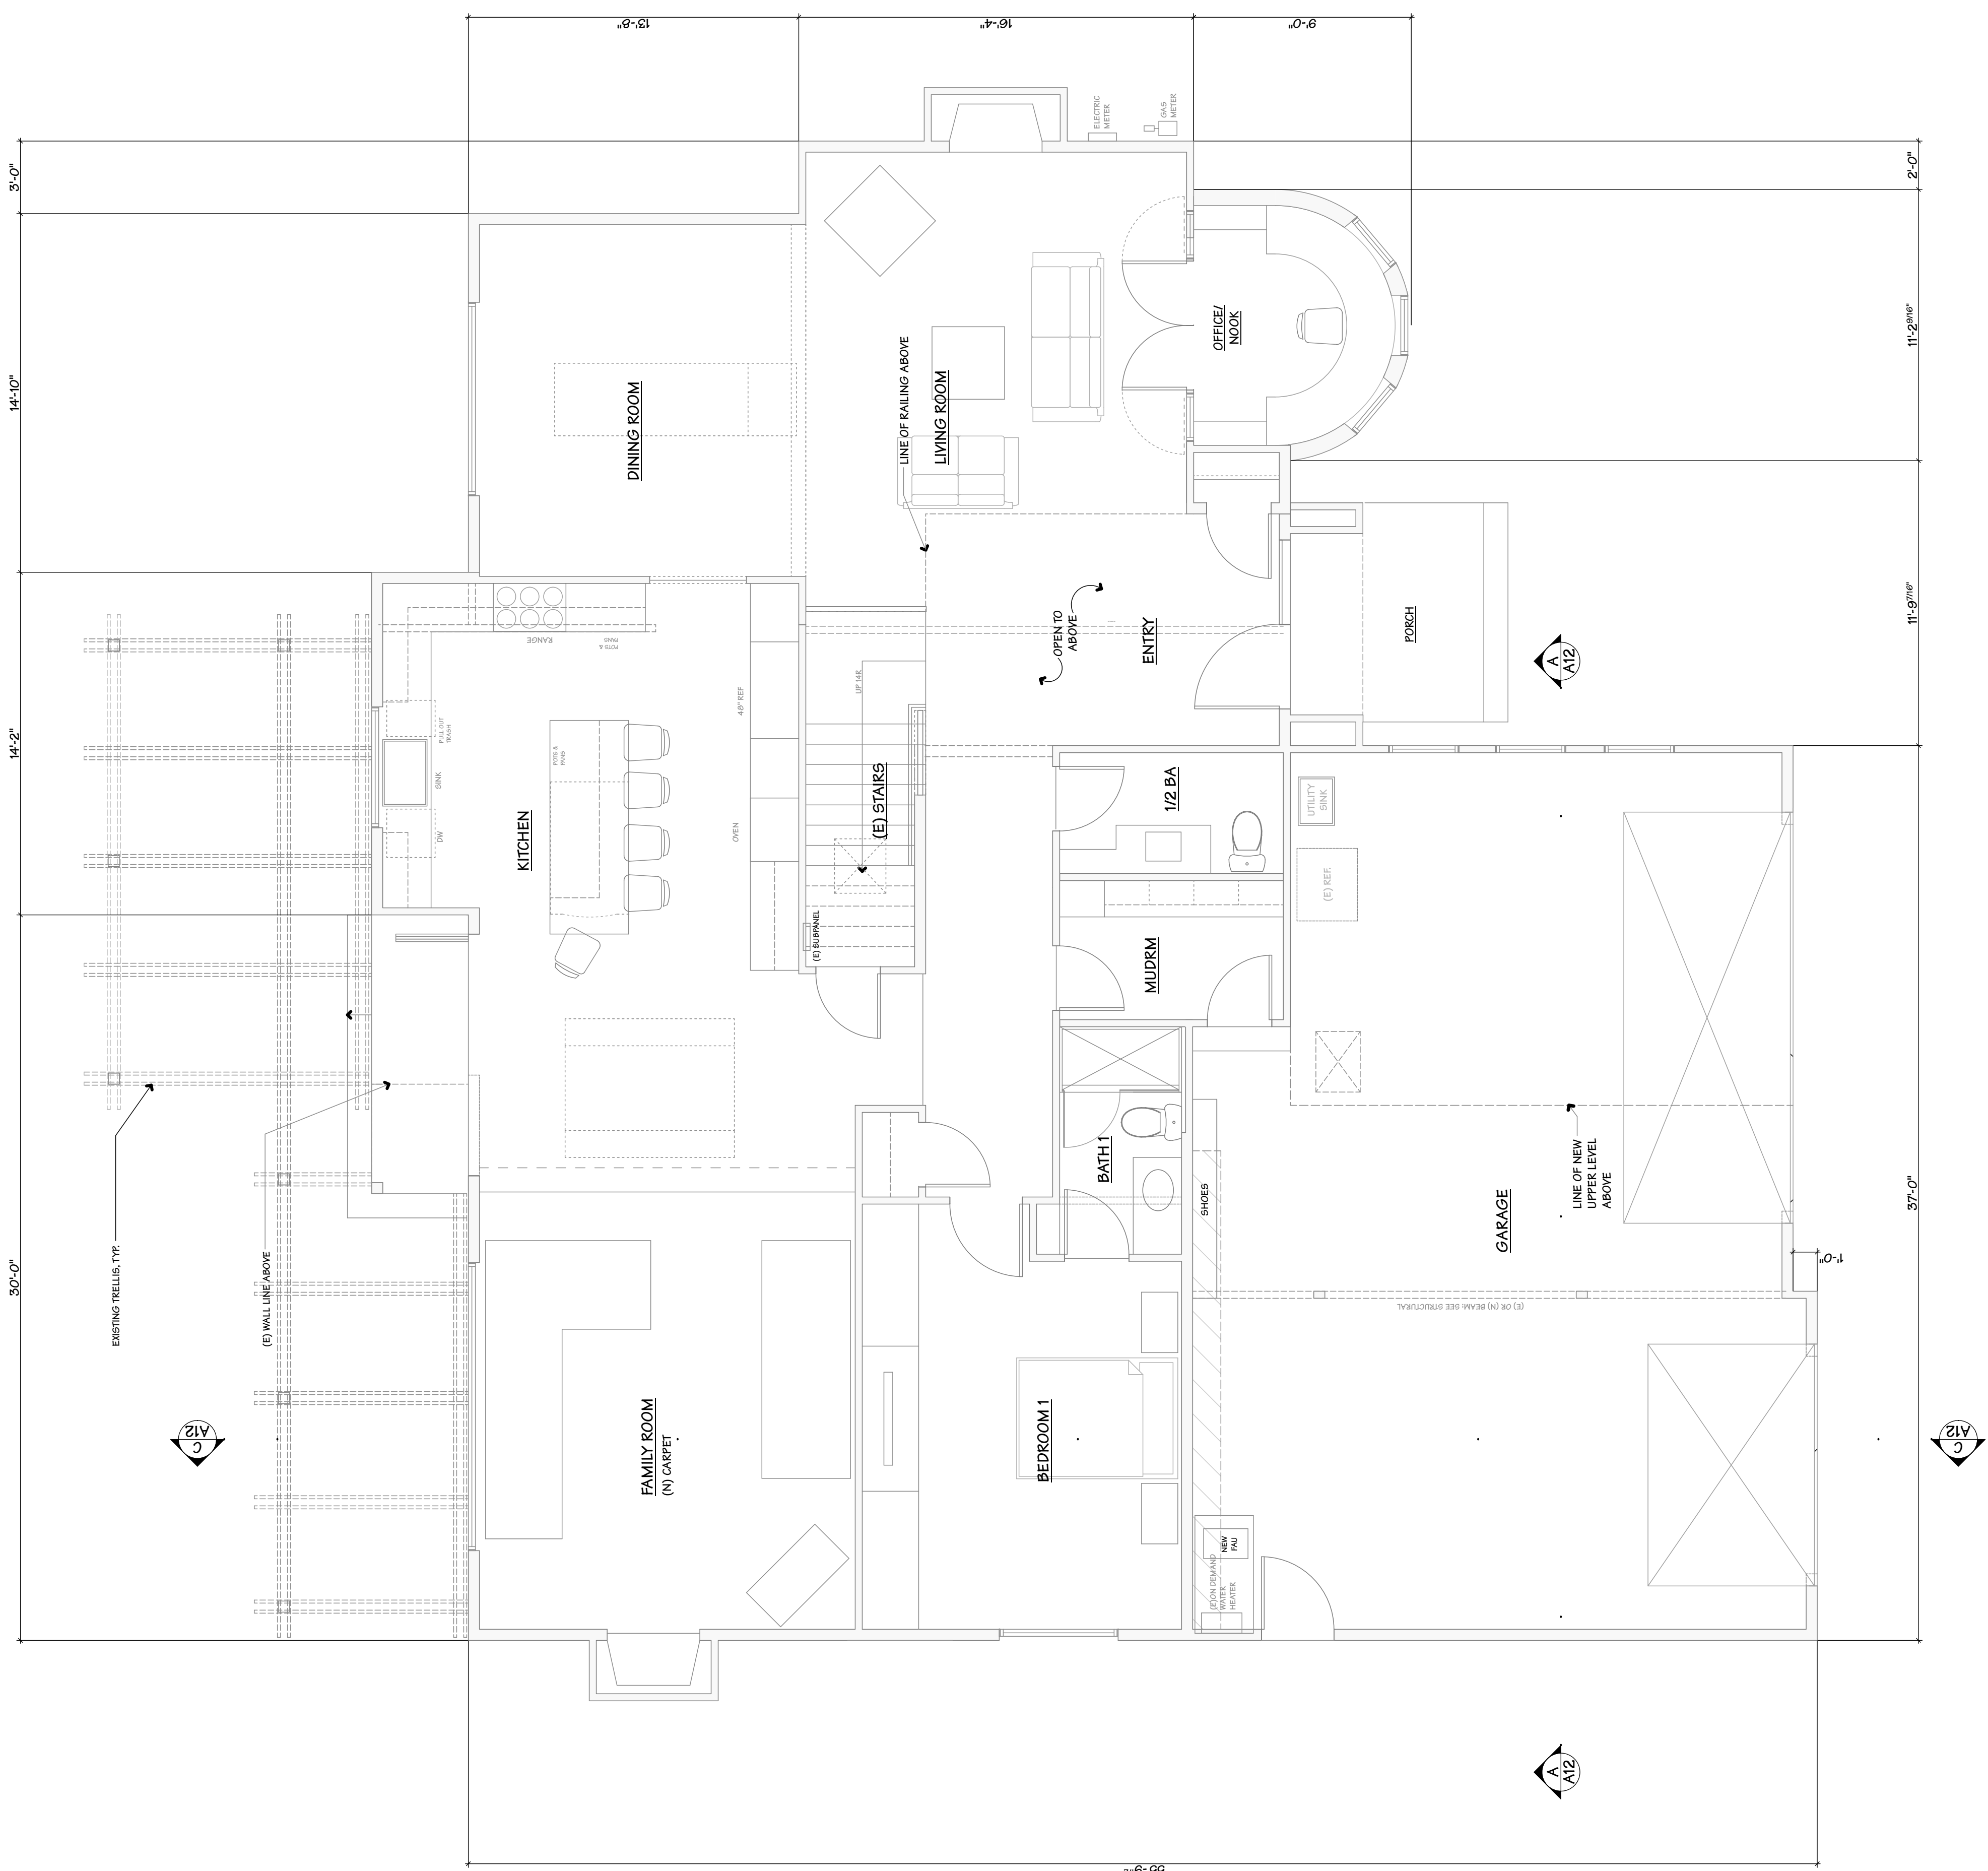 13'-8"
16'-4"
9'-0"
3'-0"
14'-10"
14'-2"
30'-0"
2'-0"
11'-2 9/16"
11'-9 7/16"
37'-0"
1'-0"
ELECTRIC
METER
GAS
METER
DINING ROOM
LINE OF RAILING ABOVE
LIVING ROOM
OFFICE/
NOOK
RANGE
POTS &
PANS
PULL OUT
TRASH
SINK
DW
KITCHEN
POTS &
PANS
48" REF
OVEN
UP 14R
(E) STAIRS
(E) SUBPANEL
OPEN TO
ABOVE
ENTRY
PORCH
A
A12
1/2 BA
UTILITY
SINK
(E) REF.
MUDRM
BATH 1
SHOES
GARAGE
LINE OF NEW
UPPER LEVEL
ABOVE
(E) OR (N) BEAM: SEE STRUCTURAL
EXISTING TRELLIS, TYP.
(E) WALL LINE ABOVE
C
A12
FAMILY ROOM
(N) CARPET
BEDROOM 1
NEW
FAU
(E)ON DEMAND
WATER
HEATER
C
A12
A
A12